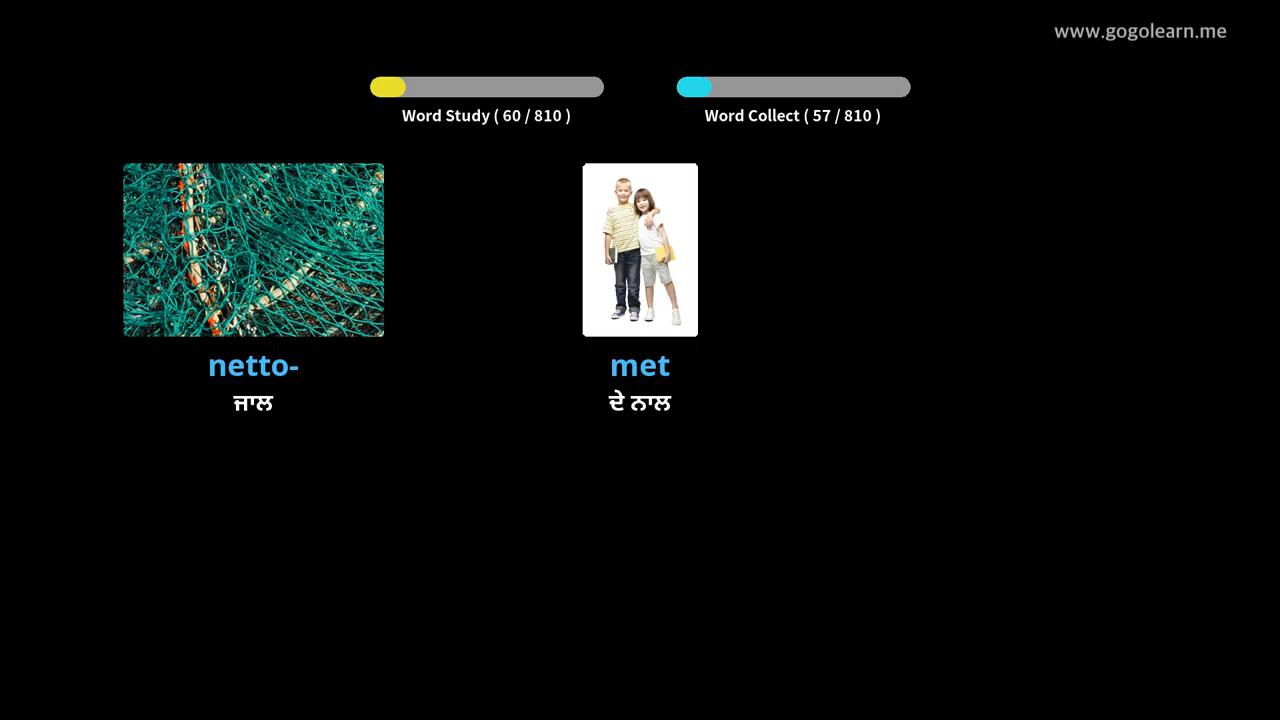 www.gogolearn.me
Word Study ( 60 / 810 )
Word Collect ( 57 / 810 )
netto-
ਜਾਲ
met
ਦੇ ਨਾਲ